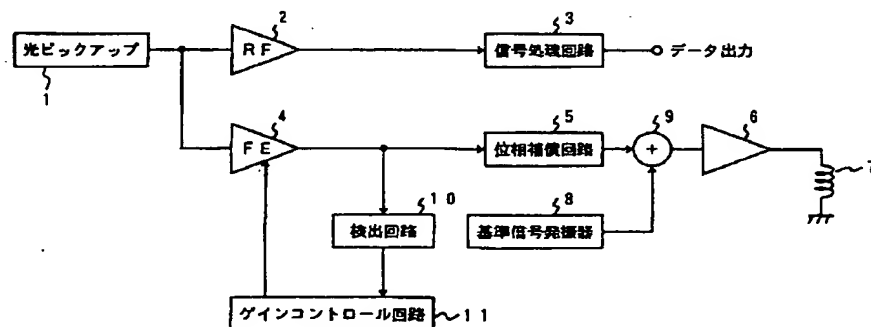 2
3
光ピックアップ
RF
信号処理回路
データ出力
1
4
5
9
6
FE
位相補償回路
+
7
10
8
検出回路
基準信号発振器
ゲインコントロール回路
11